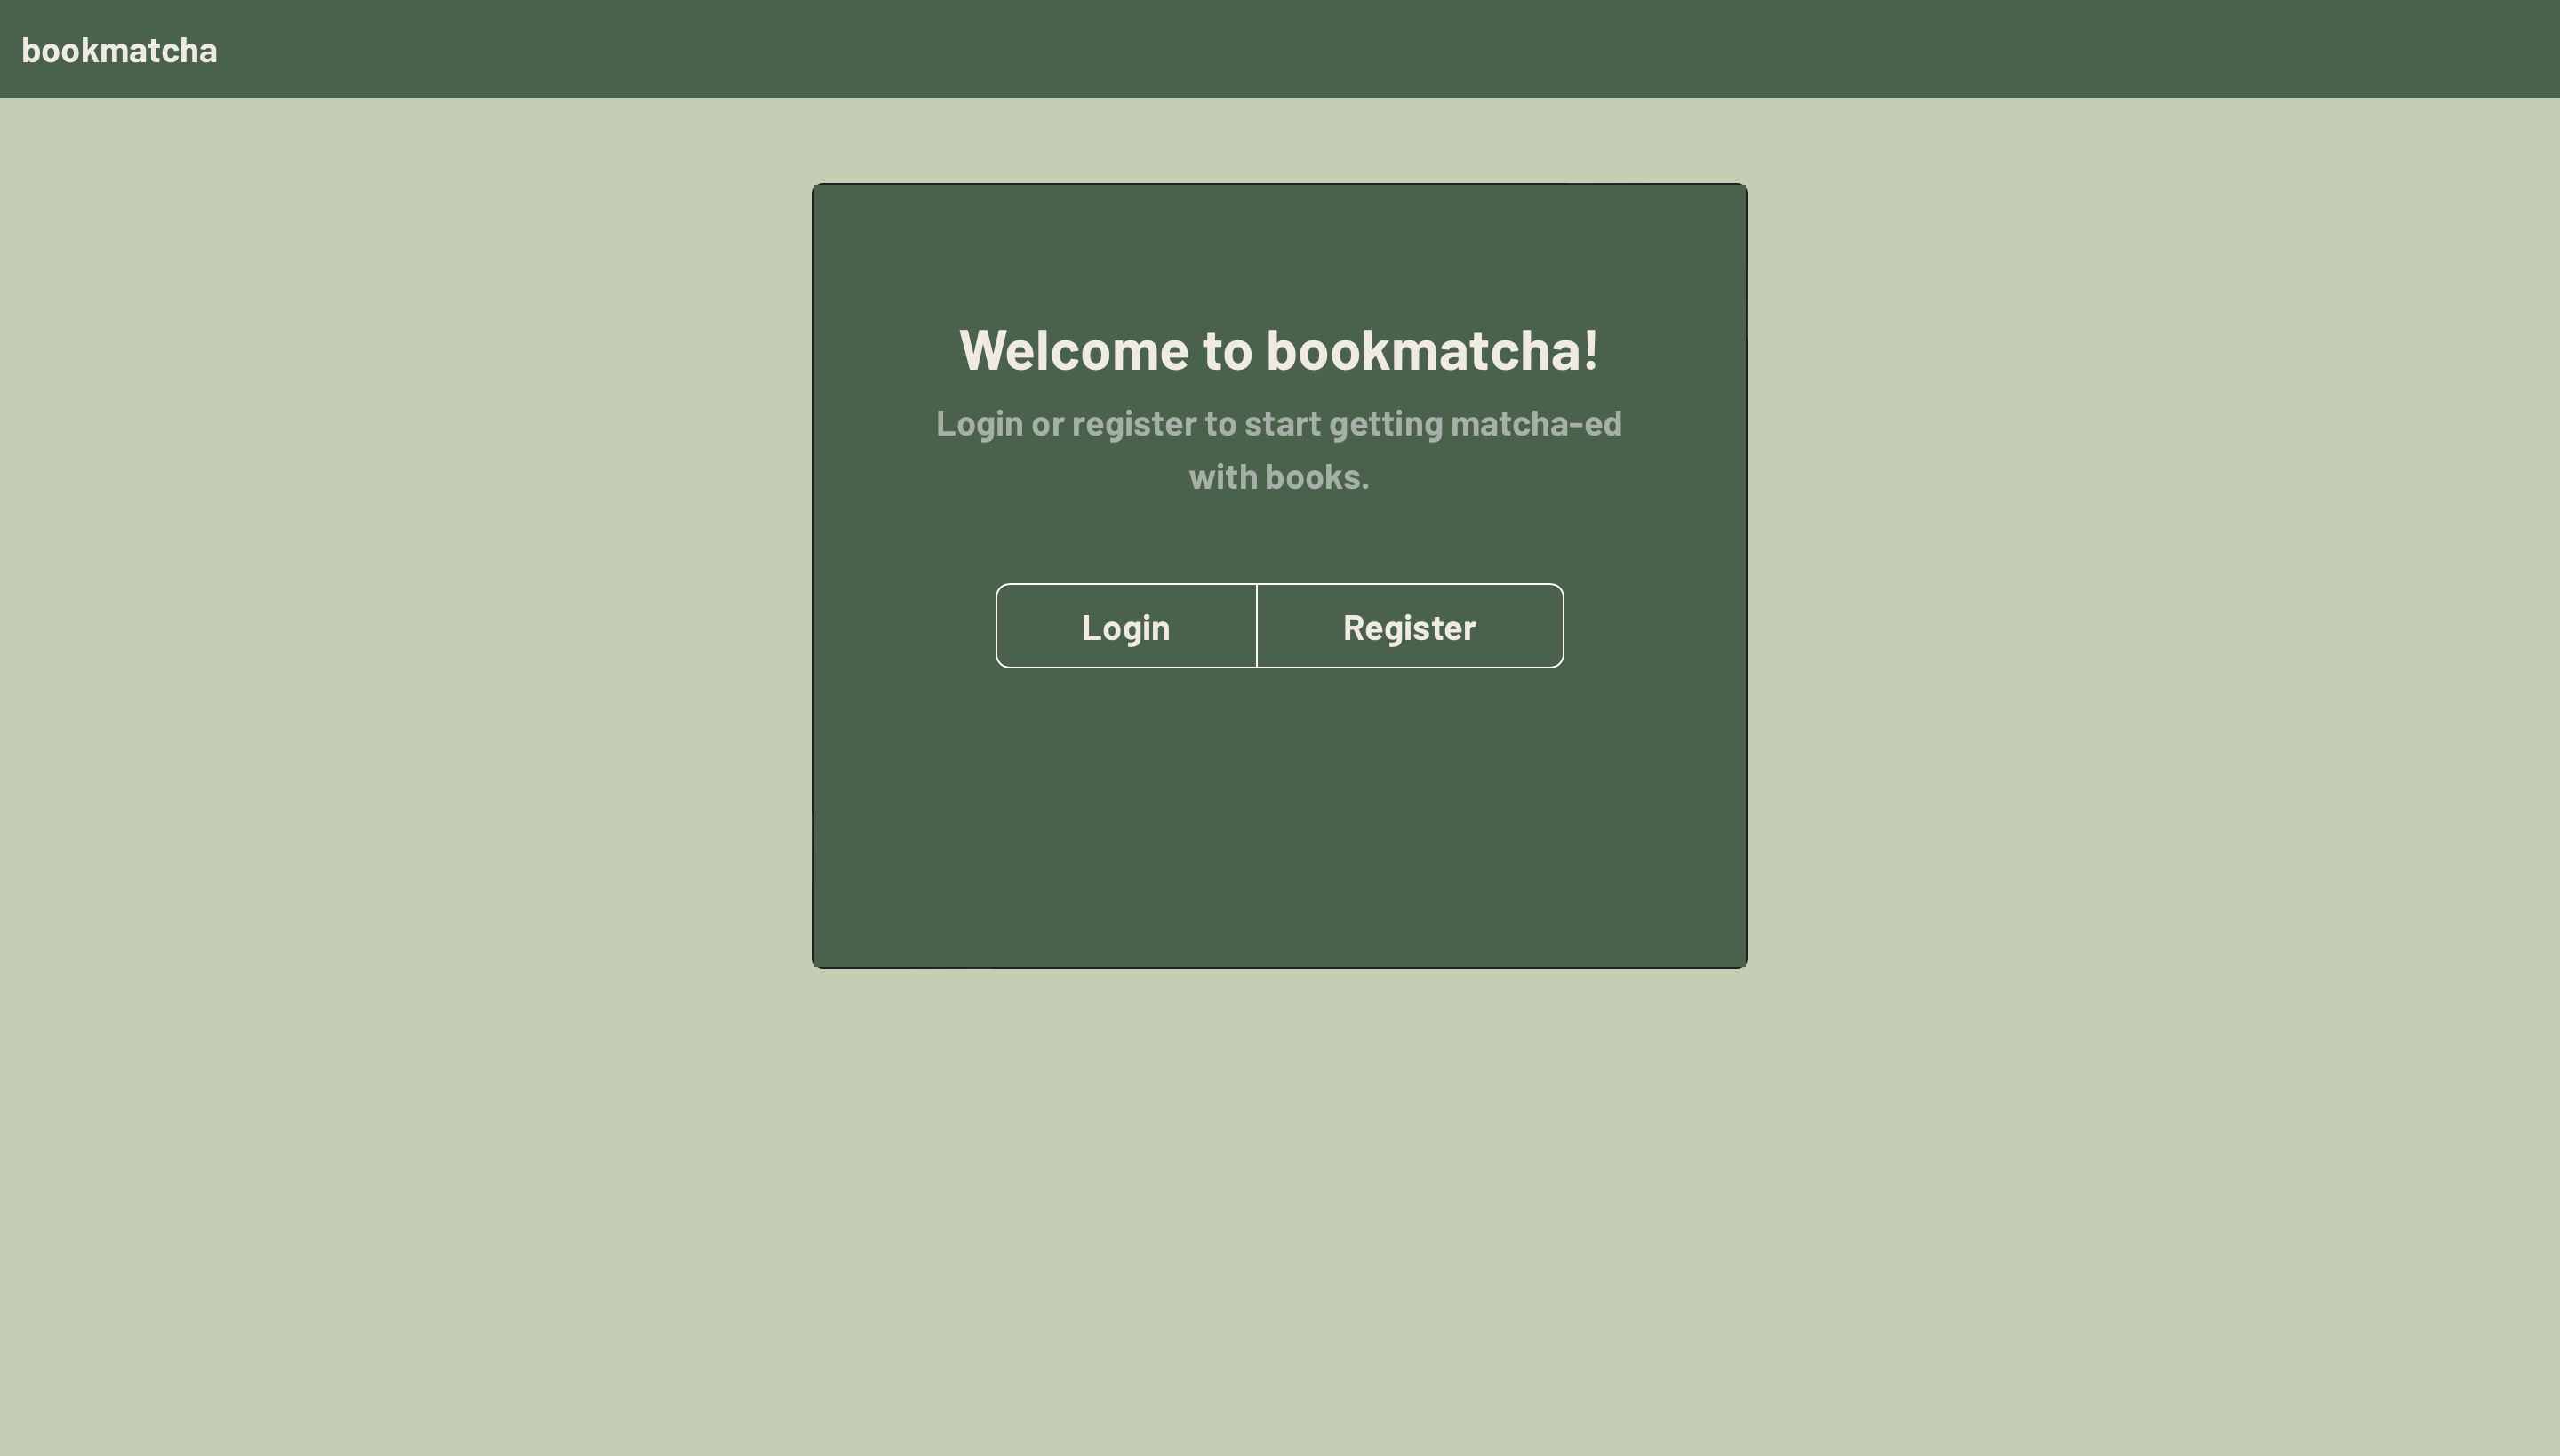 bookmatcha
Welcome to bookmatcha!
Login or register to start getting matcha-ed
with books.
Login
Register